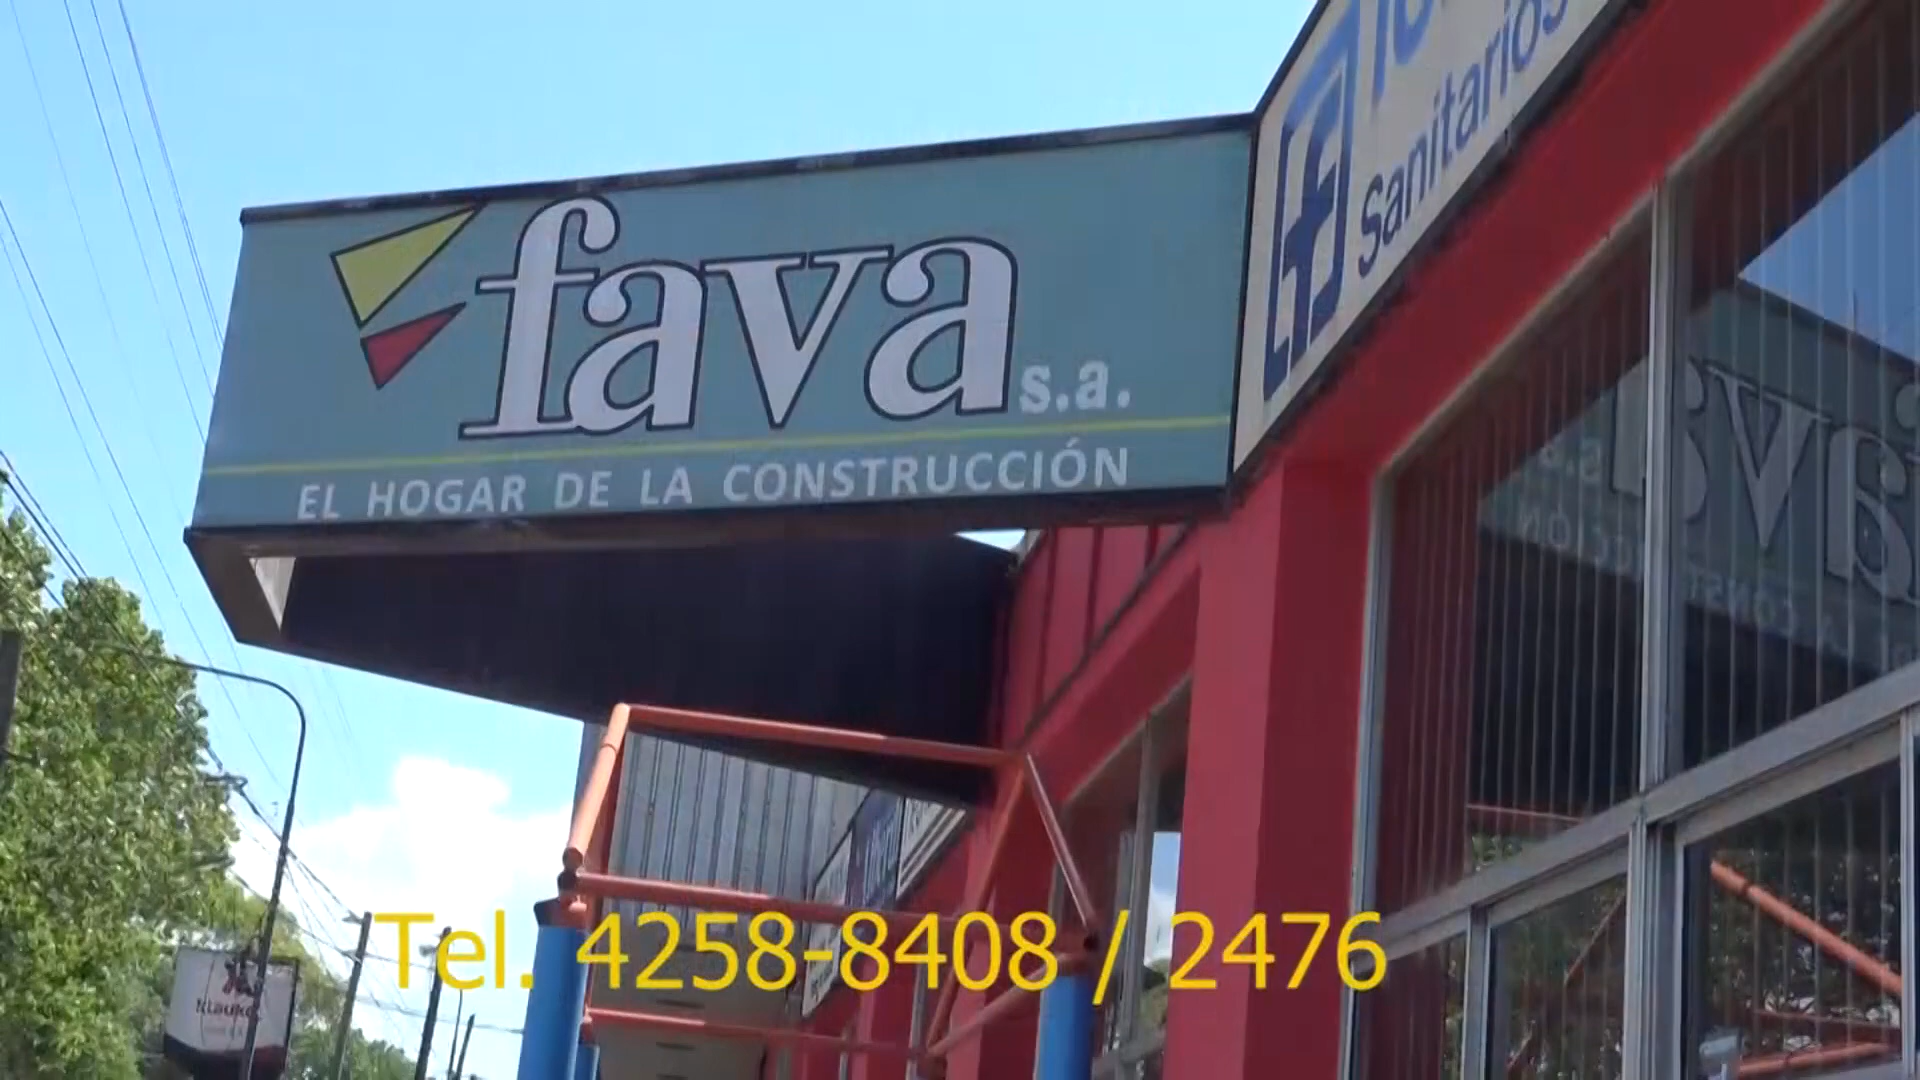 fava s.a.
EL HOGAR DE LA CONSTRUCCIÓN
Sanitarios
Tel. 4258-8408 / 2476